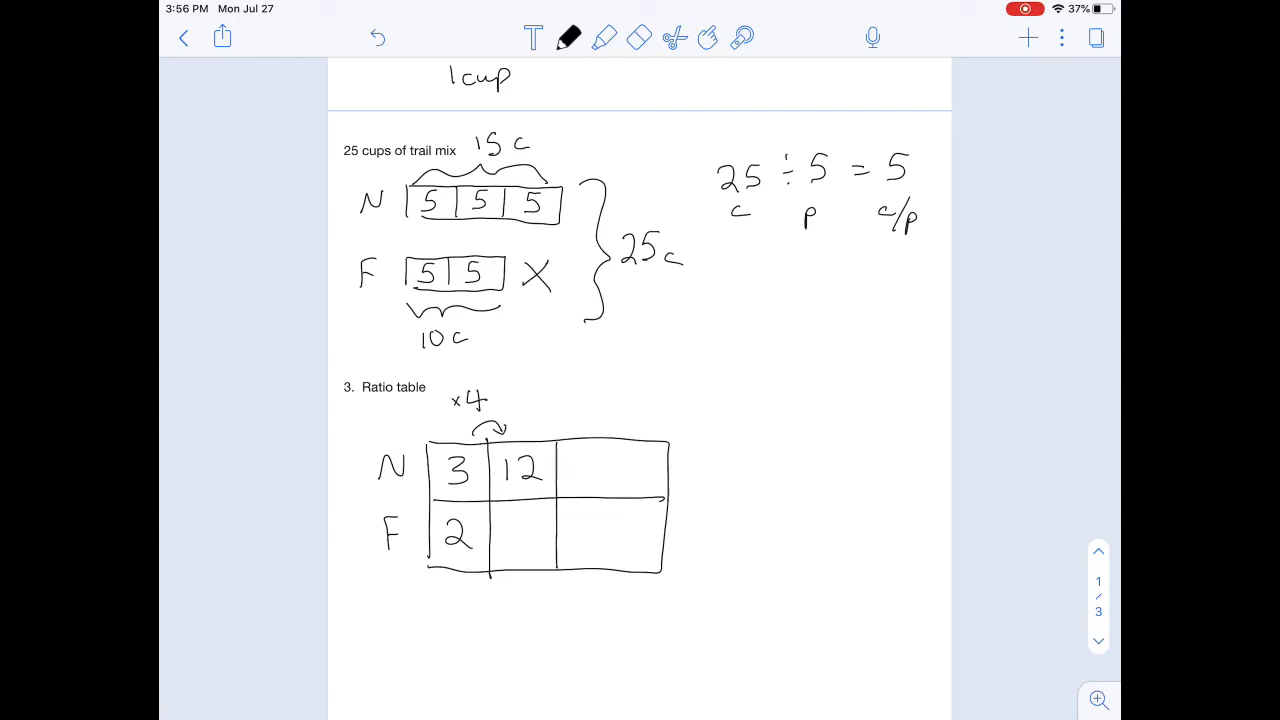 3:56 PM Mon Jul 27
37%
T
1 cup
25 cups of trail mix
15 c
N 5 5 5
F 5 5 X
10 c
25 c
25 ÷ 5 = 5
c p c/p
3. Ratio table
×4
N 3 12
F 2
1
/
3